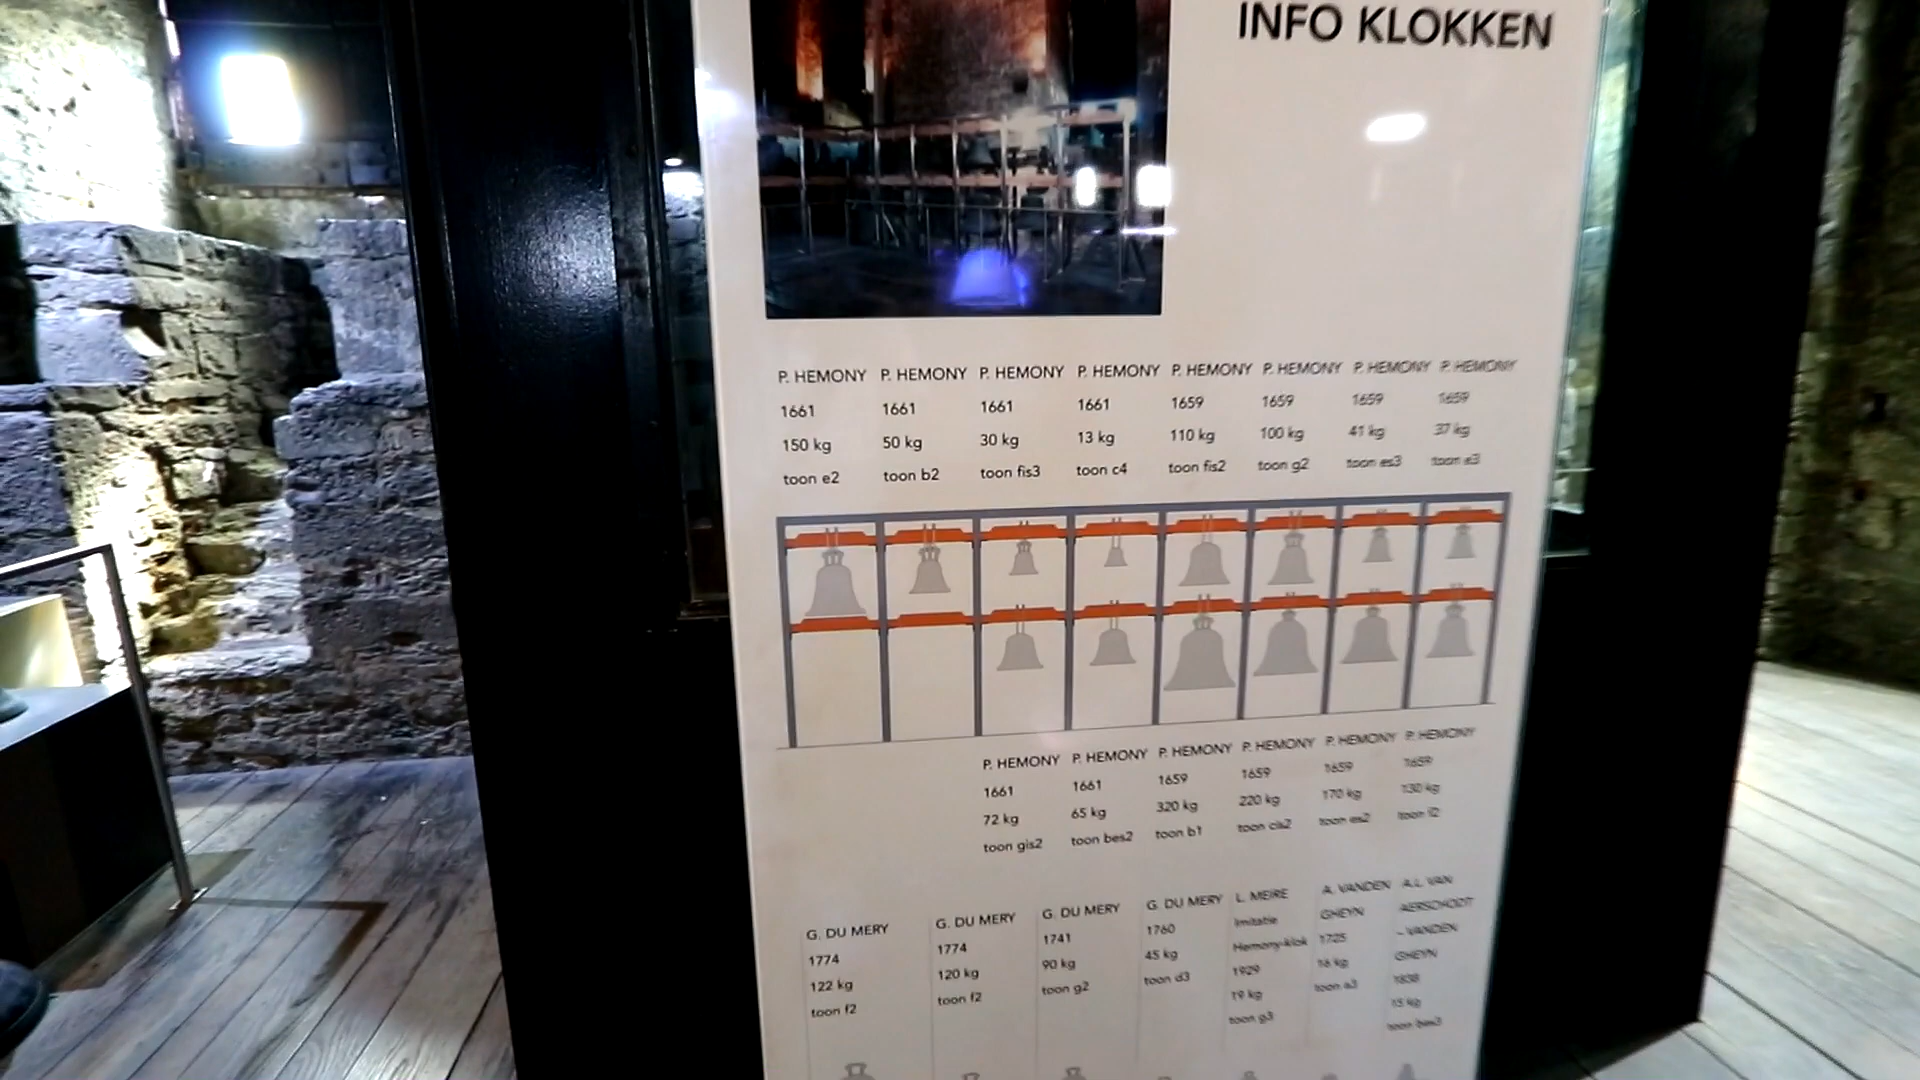 INFO KLOKKEN
P. HEMONY P. HEMONY P. HEMONY P. HEMONY P. HEMONY P. HEMONY P. HEMONY P. HEMONY
1661 1661 1661 1661 1659 1659 1659 1659
150 kg 50 kg 30 kg 13 kg 110 kg 100 kg 41 kg 37 kg
toon e2 toon b2 toon fis3 toon c4 toon fis2 toon g2 toon es3 toon e3
P. HEMONY P. HEMONY P. HEMONY P. HEMONY P. HEMONY P. HEMONY
1661 1661 1659 1659 1659 1659
72 kg 65 kg 320 kg 220 kg 170 kg 130 kg
toon gis2 toon bes2 toon b1 toon cis2 toon es2 toon f2
G. DU MERY
1774
122 kg
toon f2
G. DU MERY
1774
120 kg
toon f2
G. DU MERY
1741
90 kg
toon g2
G. DU MERY
1760
45 kg
toon d3
L. MEIRE
Imitatie
Hemony-klok
1929
19 kg
toon g3
A. VANDEN
GHEYN
1725
16 kg
toon a3
A.L. VAN
AERSCHODT
- VANDEN
GHEYN
1838
15 kg
toon bes3